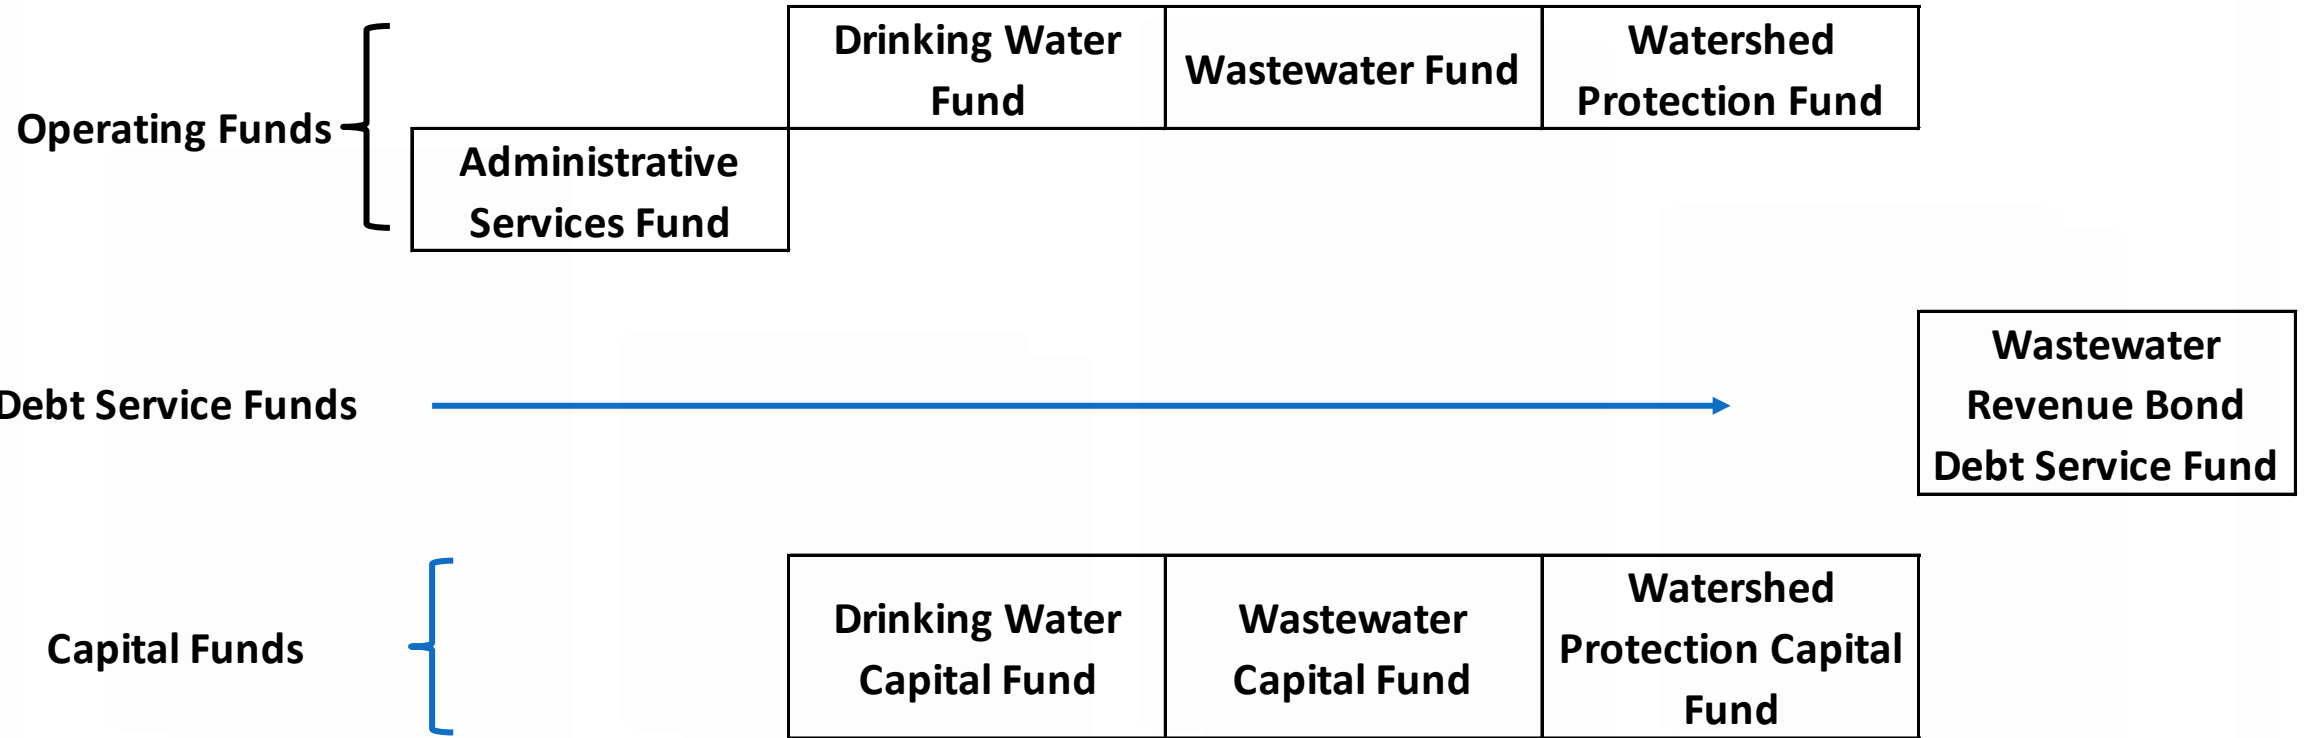 Drinking Water
Fund
Wastewater Fund
Watershed
Protection Fund
Operating Funds
Administrative
Services Fund
Debt Service Funds
Wastewater
Revenue Bond
Debt Service Fund
Capital Funds
Drinking Water
Capital Fund
Wastewater
Capital Fund
Watershed
Protection Capital
Fund